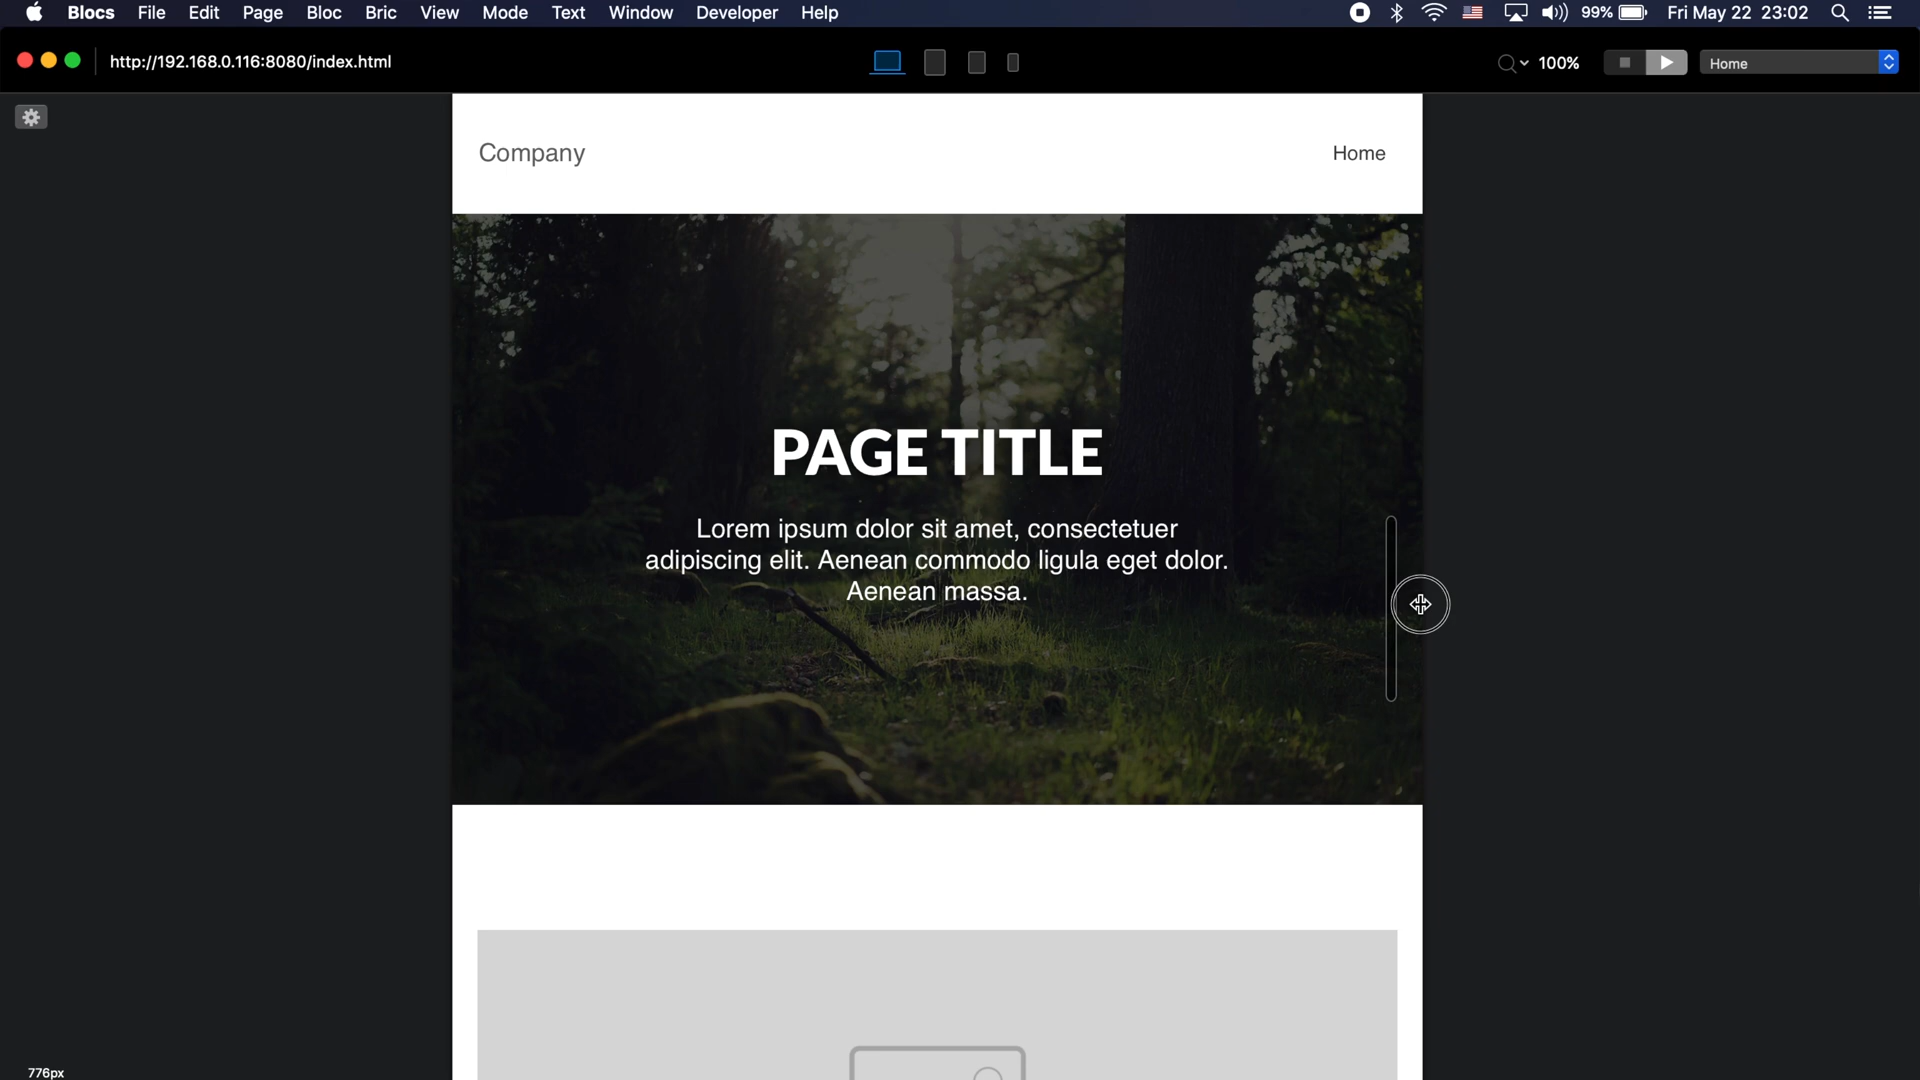 Blocs File Edit Page Bloc Bric View Mode Text Window Developer Help 99% Fri May 22 23:02
http://192.168.0.116:8080/index.html 100% Home
Company Home
PAGE TITLE
Lorem ipsum dolor sit amet, consectetuer
adipiscing elit. Aenean commodo ligula eget dolor.
Aenean massa.
776px